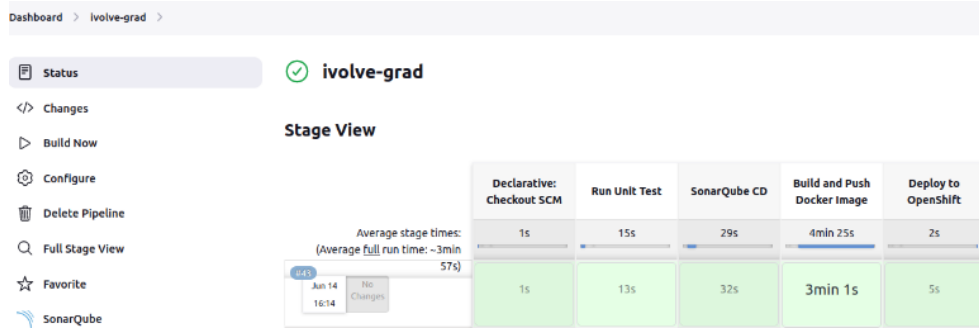 Dashboard > ivolve-grad >
Status
Changes
Build Now
Configure
Delete Pipeline
Full Stage View
Favorite
SonarQube
ivolve-grad
Stage View
Declarative: Checkout SCM
Run Unit Test
SonarQube CD
Build and Push Docker Image
Deploy to OpenShift
Average stage times:
(Average full run time: ~3min
57s)
1s
15s
29s
4min 25s
2s
#43
Jun 14
16:14
No
Changes
1s
13s
32s
3min 1s
5s